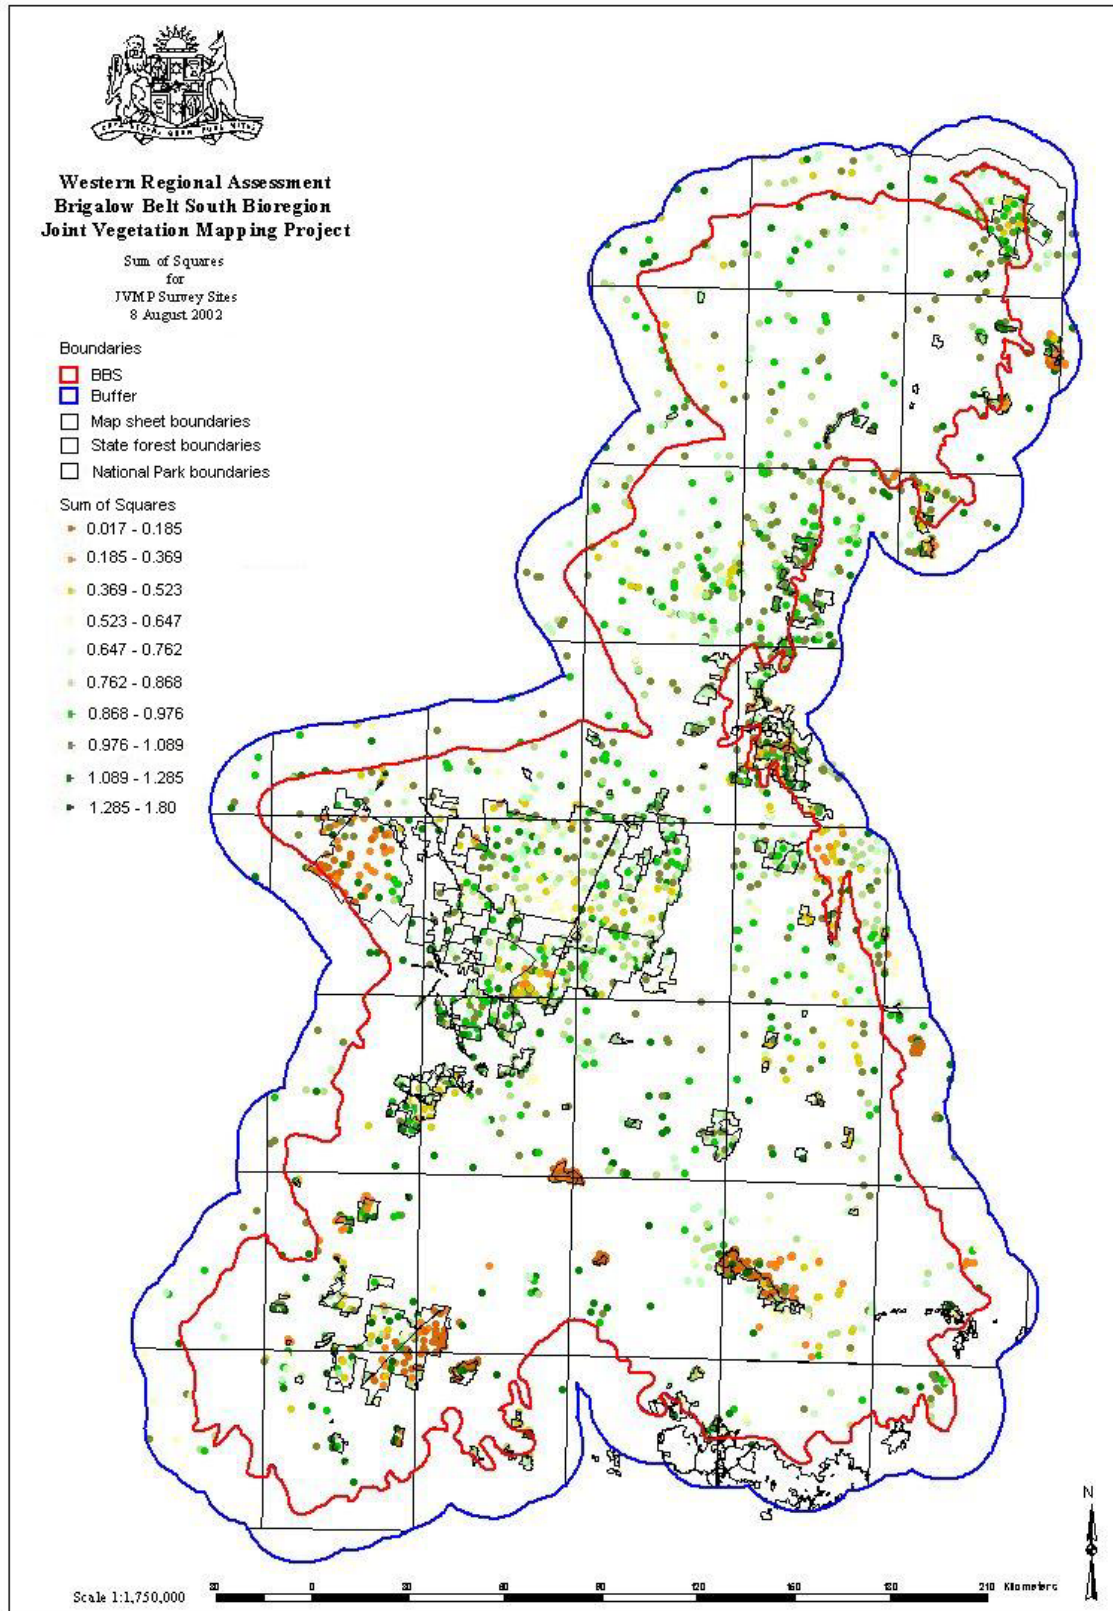 Western Regional Assessment
Brigalow Belt South Bioregion
Joint Vegetation Mapping Project
Sum of Squares
for
JVMP Survey Sites
8 August 2002
Boundaries
BBS
Buffer
Map sheet boundaries
State forest boundaries
National Park boundaries
Sum of Squares
0.017 - 0.185
0.185 - 0.369
0.369 - 0.523
0.523 - 0.647
0.647 - 0.762
0.762 - 0.868
0.868 - 0.976
0.976 - 1.089
1.089 - 1.285
1.285 - 1.80
N
Scale 1:1,750,000
0 210 Kilometers